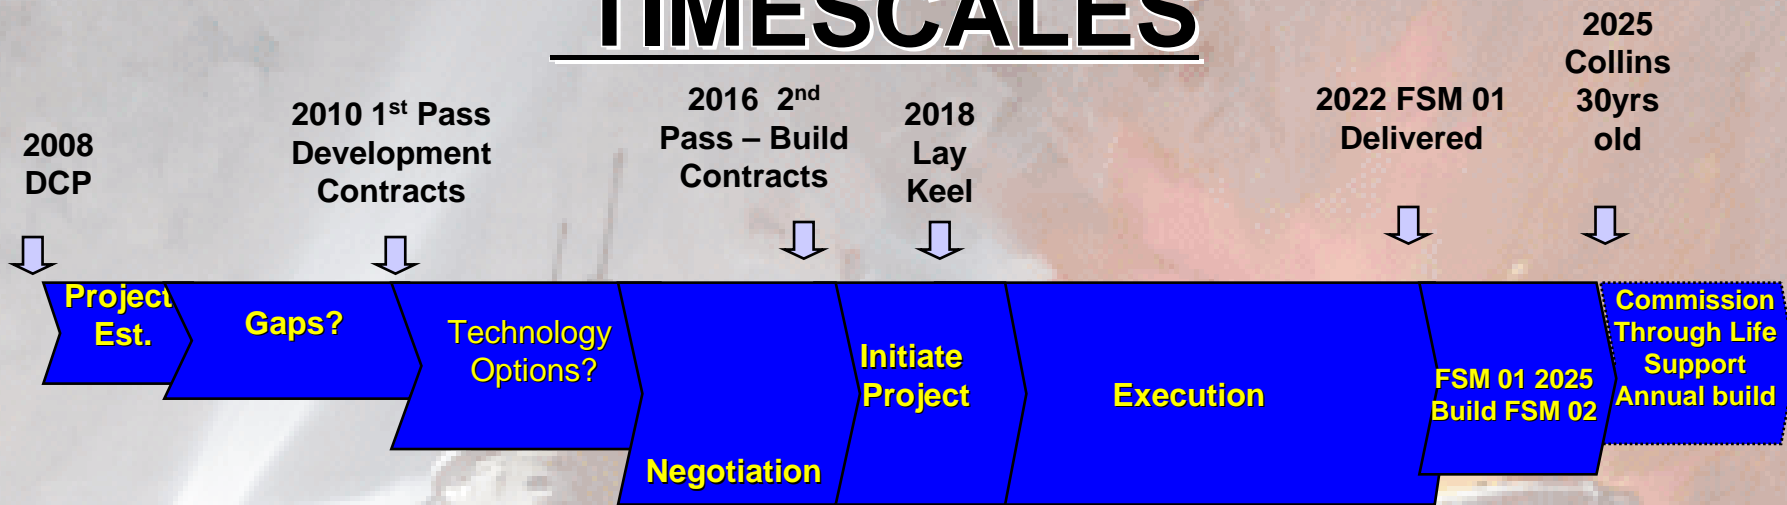 TIMESCALES
2008
DCP
2010 1st Pass
Development
Contracts
2016 2nd
Pass – Build
Contracts
2018
Lay
Keel
2022 FSM 01
Delivered
2025
Collins
30yrs
old
Project
Est.
Gaps?
Technology
Options?
Negotiation
Initiate
Project
Execution
FSM 01 2025
Build FSM 02
Commission
Through Life
Support
Annual build